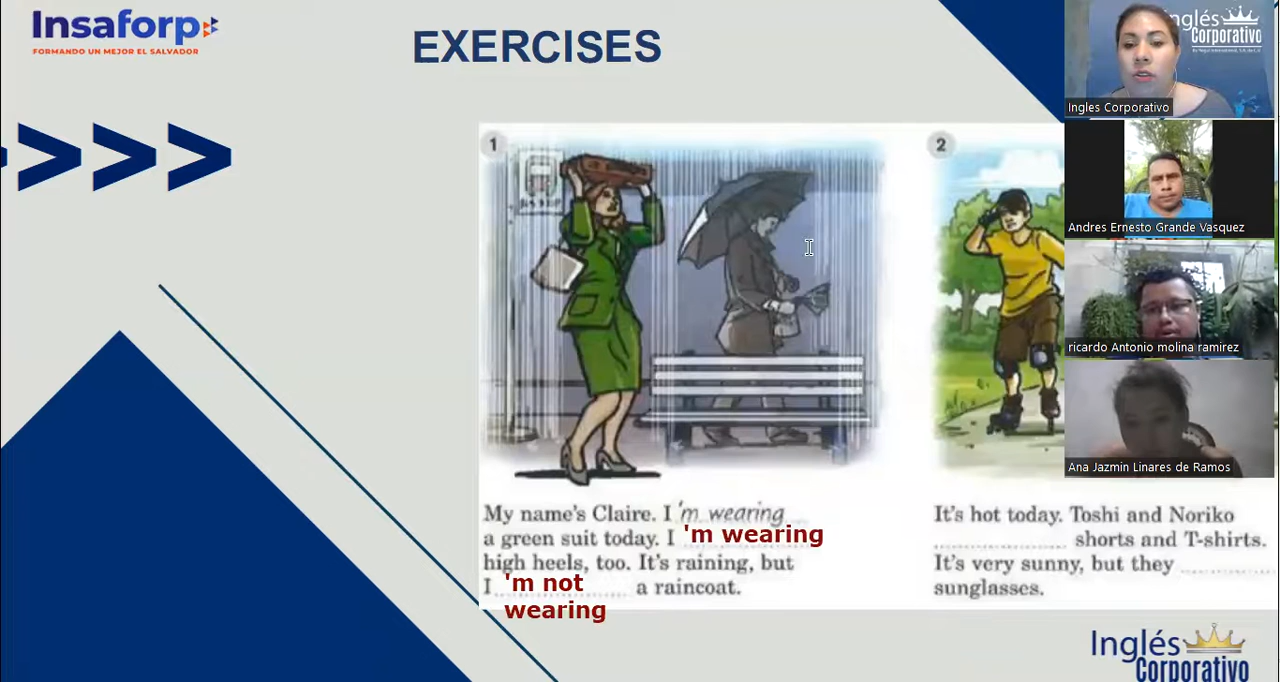 Insaforp
FORMANDO UN MEJOR EL SALVADOR
EXERCISES
Inglés
Corporativo
Ingles Corporativo
Andres Ernesto Grande Vasquez
ricardo Antonio molina ramirez
Ana Jazmin Linares de Ramos
1
My name's Claire. I 'm wearing
a green suit today. I 'm wearing
high heels, too. It's raining, but
I 'm not wearing a raincoat.
2
It's hot today. Toshi and Noriko
shorts and T-shirts.
It's very sunny, but they
sunglasses.
Inglés
Corporativo